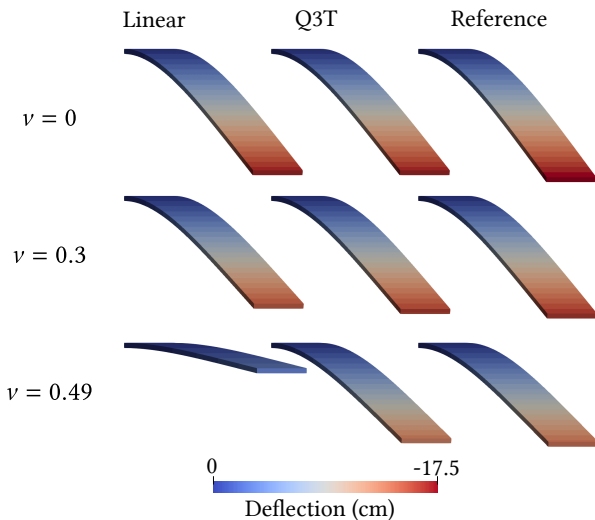 Linear Q3T Reference
ν = 0
ν = 0.3
ν = 0.49
0 -17.5
Deflection (cm)